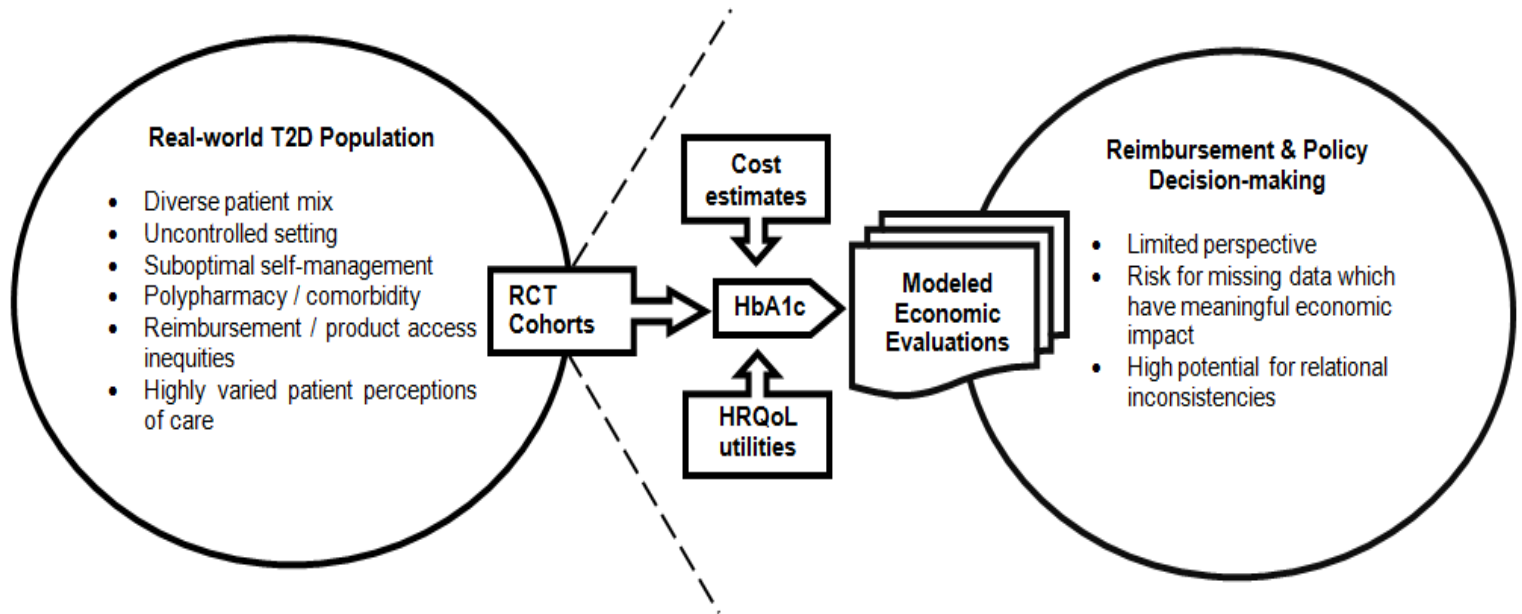 Real-world T2D Population
• Diverse patient mix
• Uncontrolled setting
• Suboptimal self-management
• Polypharmacy / comorbidity
• Reimbursement / product access
inequities
• Highly varied patient perceptions
of care
RCT
Cohorts
Cost
estimates
HbA1c
HRQoL
utilities
Modeled
Economic
Evaluations
Reimbursement & Policy
Decision-making
• Limited perspective
• Risk for missing data which
have meaningful economic
impact
• High potential for relational
inconsistencies